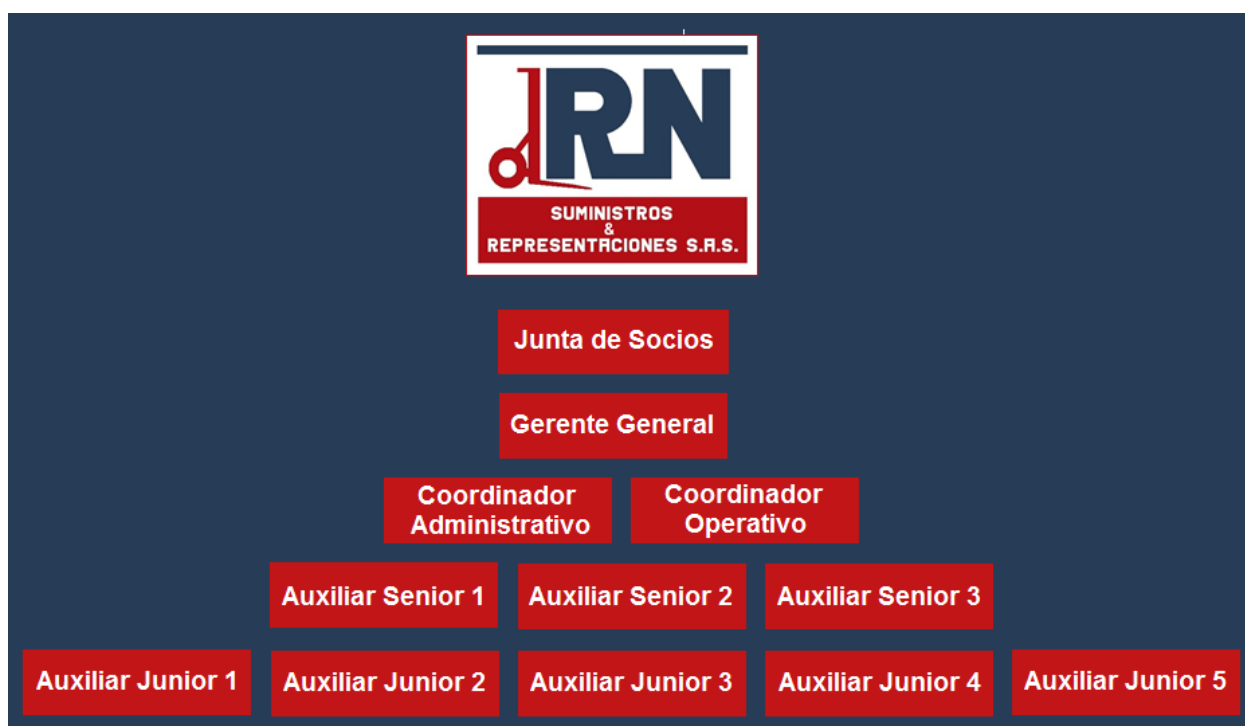 RN
SUMINISTROS
&
REPRESENTACIONES S.A.S.
Junta de Socios
Gerente General
Coordinador
Administrativo
Coordinador
Operativo
Auxiliar Senior 1
Auxiliar Senior 2
Auxiliar Senior 3
Auxiliar Junior 1
Auxiliar Junior 2
Auxiliar Junior 3
Auxiliar Junior 4
Auxiliar Junior 5